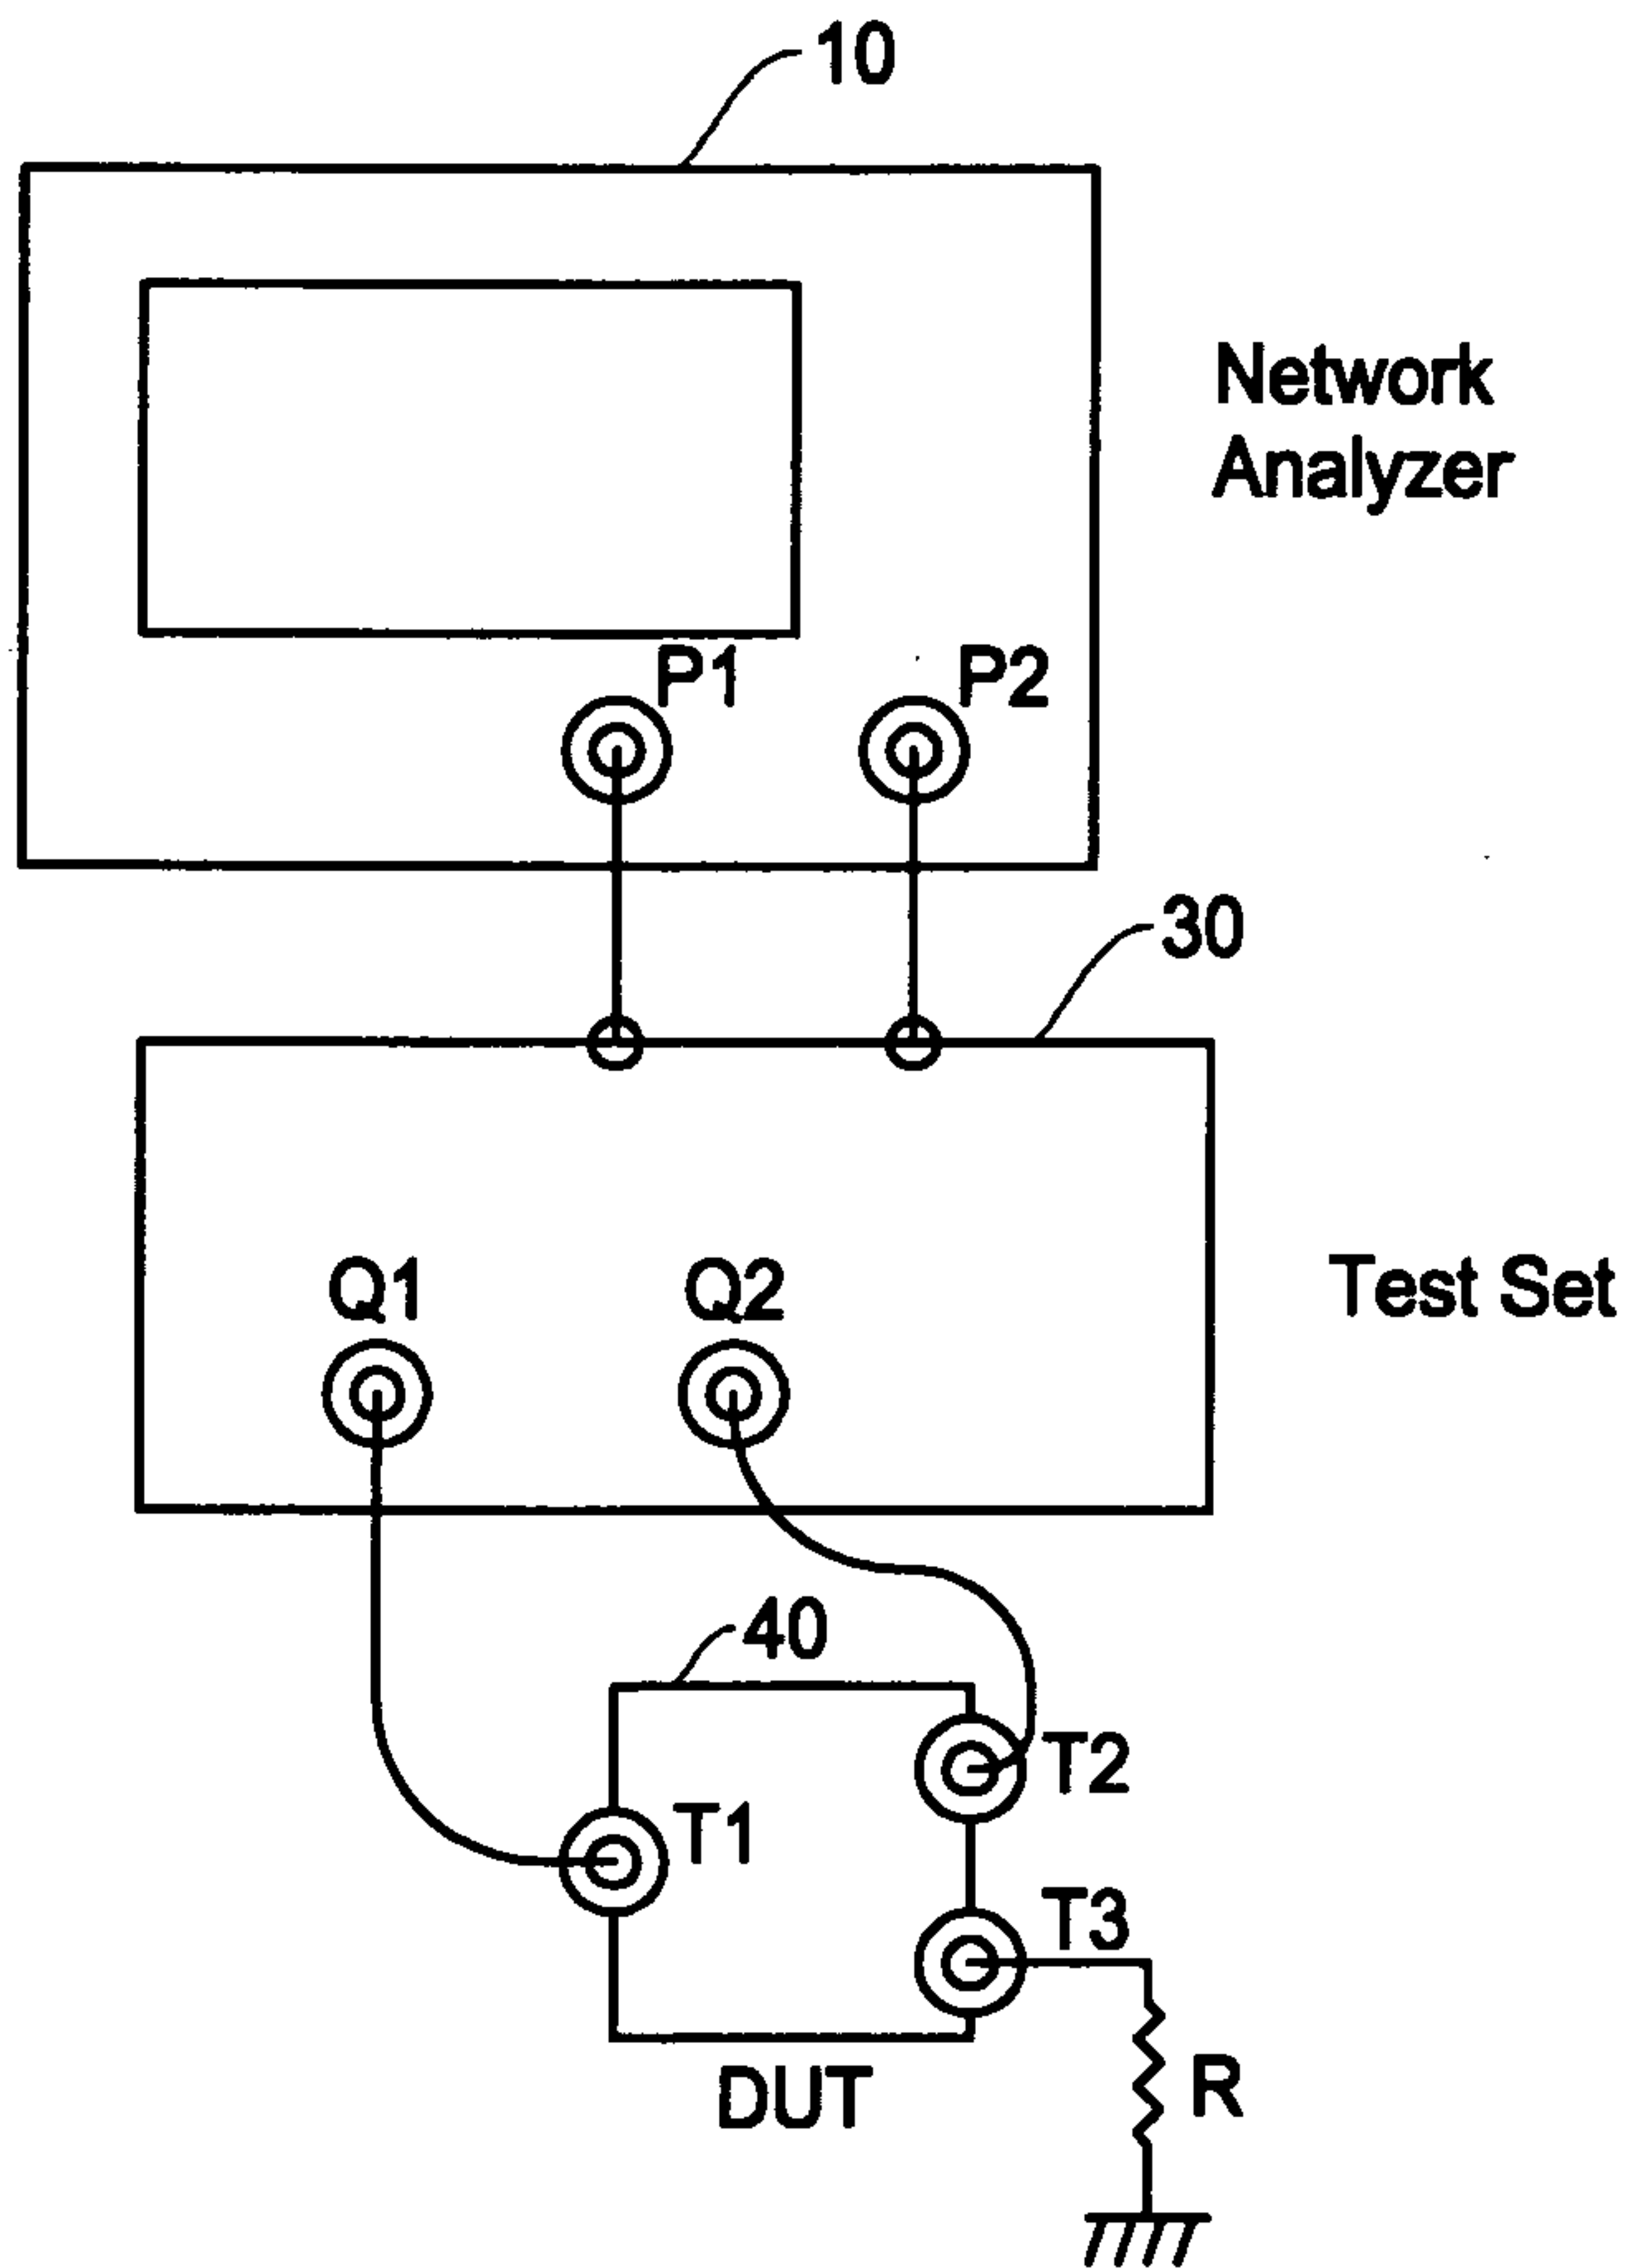 10
Network
Analyzer
P1
P2
30
Q1
Q2
Test Set
40
T2
T1
T3
DUT
R